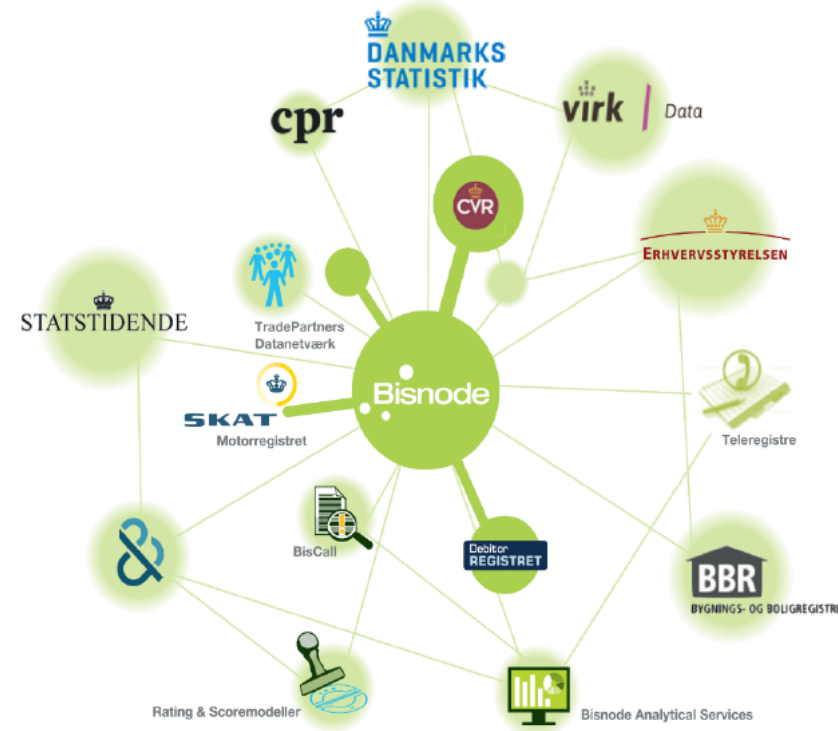 DANMARKS
STATISTIK
cpr
virk | Data
CVR
ERHVERVSSTYRELSEN
STATSTIDENDE
TradePartners
Datanetværk
Bisnode
SKAT
Motorregistret
Teleregistre
BisCall
Debitor
REGISTRET
BBR
BYGNINGS- OG BOLIGREGISTRE
Rating & Scoremodeller
Bisnode Analytical Services